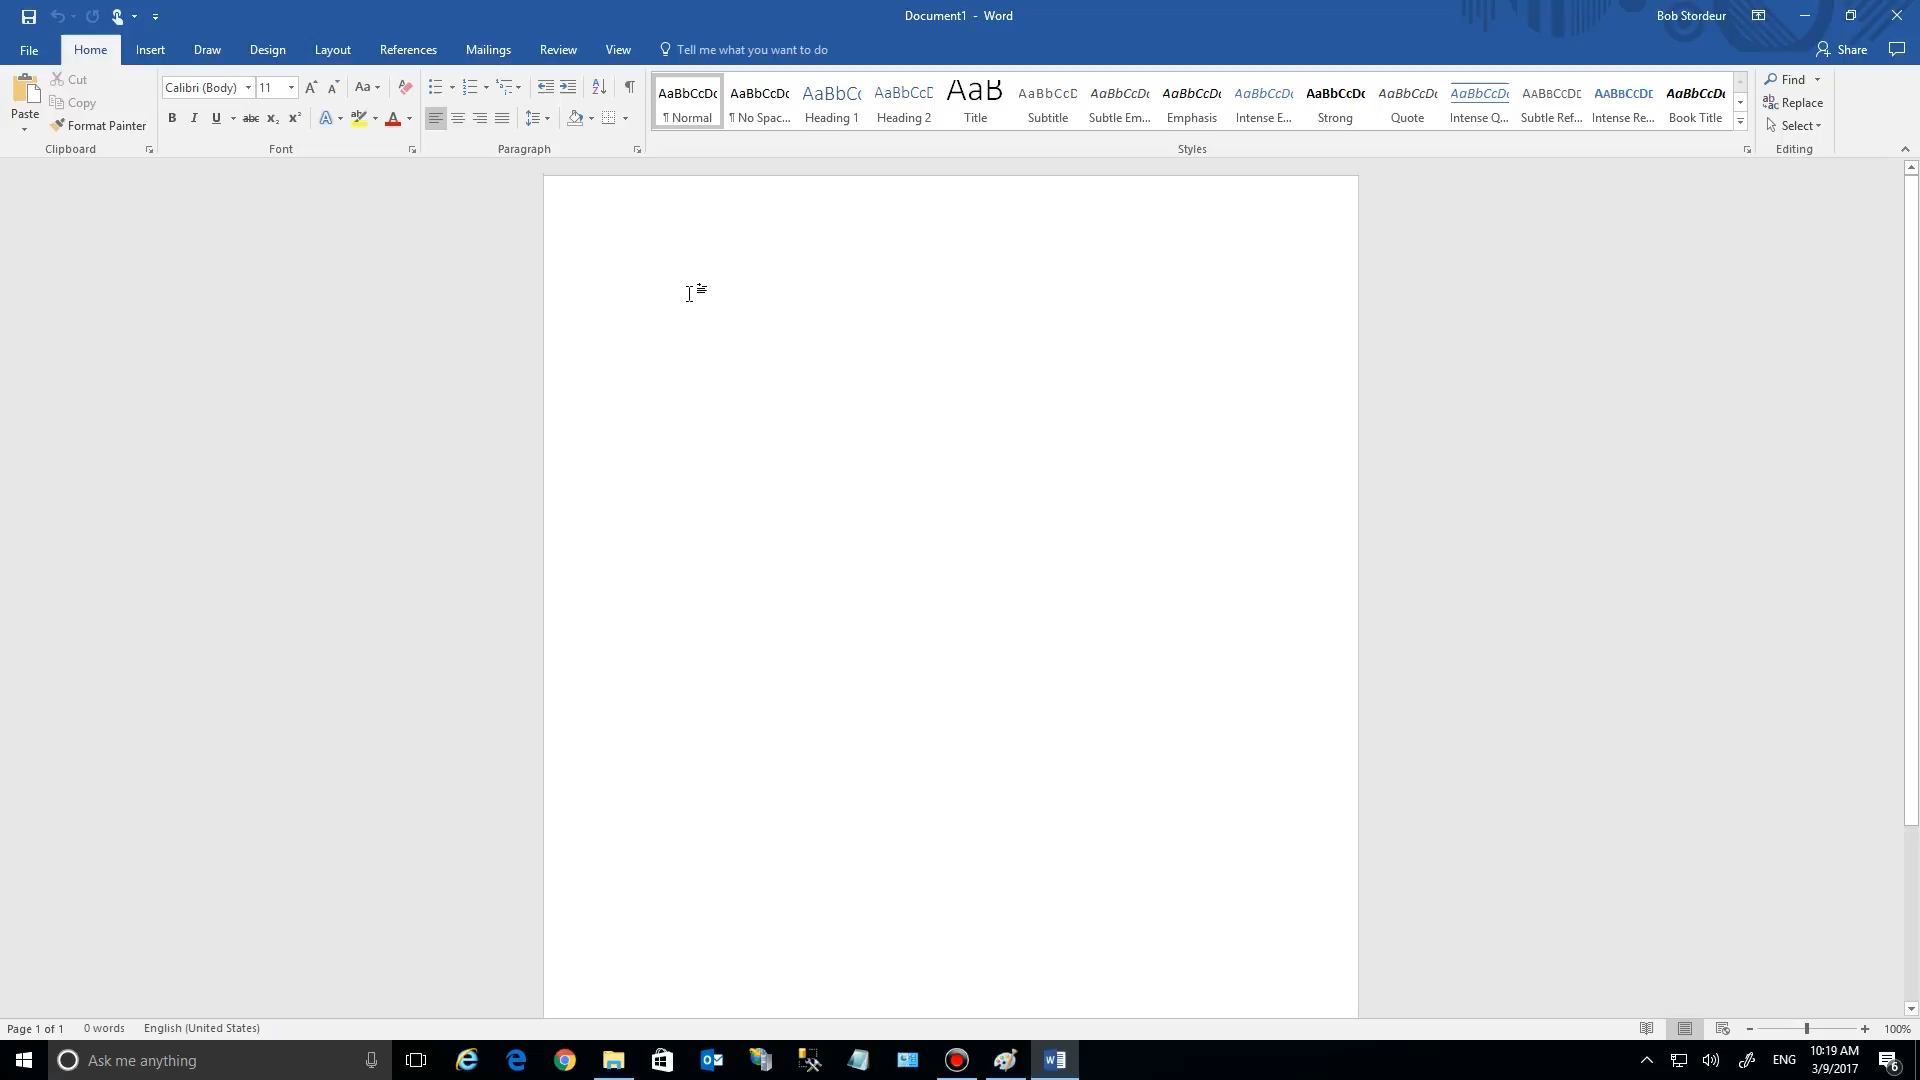 Document1 - Word
Bob Stordeur
File Home Insert Draw Design Layout References Mailings Review View Tell me what you want to do Share
Paste
Cut
Copy
Format Painter
Clipboard
Calibri (Body) 11 Aa
B I U abc X₂ X² A A
Font
Paragraph
AaBbCcDc AaBbCcDc AaBbC( AaBbCcD AaB AaBbCcD AaBbCcDc AaBbCcDc AaBbCcDc AaBbCcDc AaBbCcDc AaBbCcDc AABBCCDE AABBCCDE AaBbCcDc
¶ Normal ¶ No Spac... Heading 1 Heading 2 Title Subtitle Subtle Em... Emphasis Intense E... Strong Quote Intense Q... Subtle Ref... Intense Re... Book Title
Styles
Find
Replace
Select
Editing
Page 1 of 1 0 words English (United States) 100%
Ask me anything
ENG
10:19 AM
3/9/2017
6